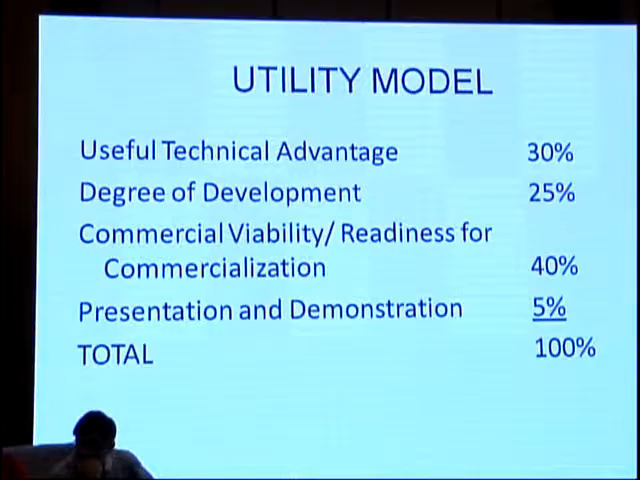 UTILITY MODEL
Useful Technical Advantage 30%
Degree of Development 25%
Commercial Viability/ Readiness for
Commercialization 40%
Presentation and Demonstration 5%
TOTAL 100%